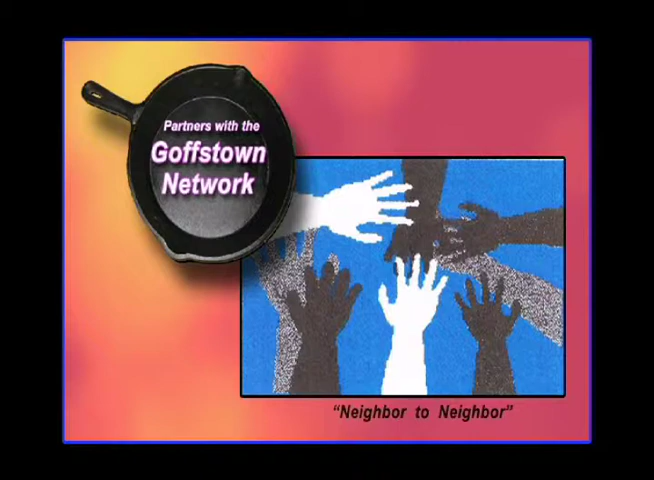 Partners with the
Goffstown
Network
“Neighbor to Neighbor”